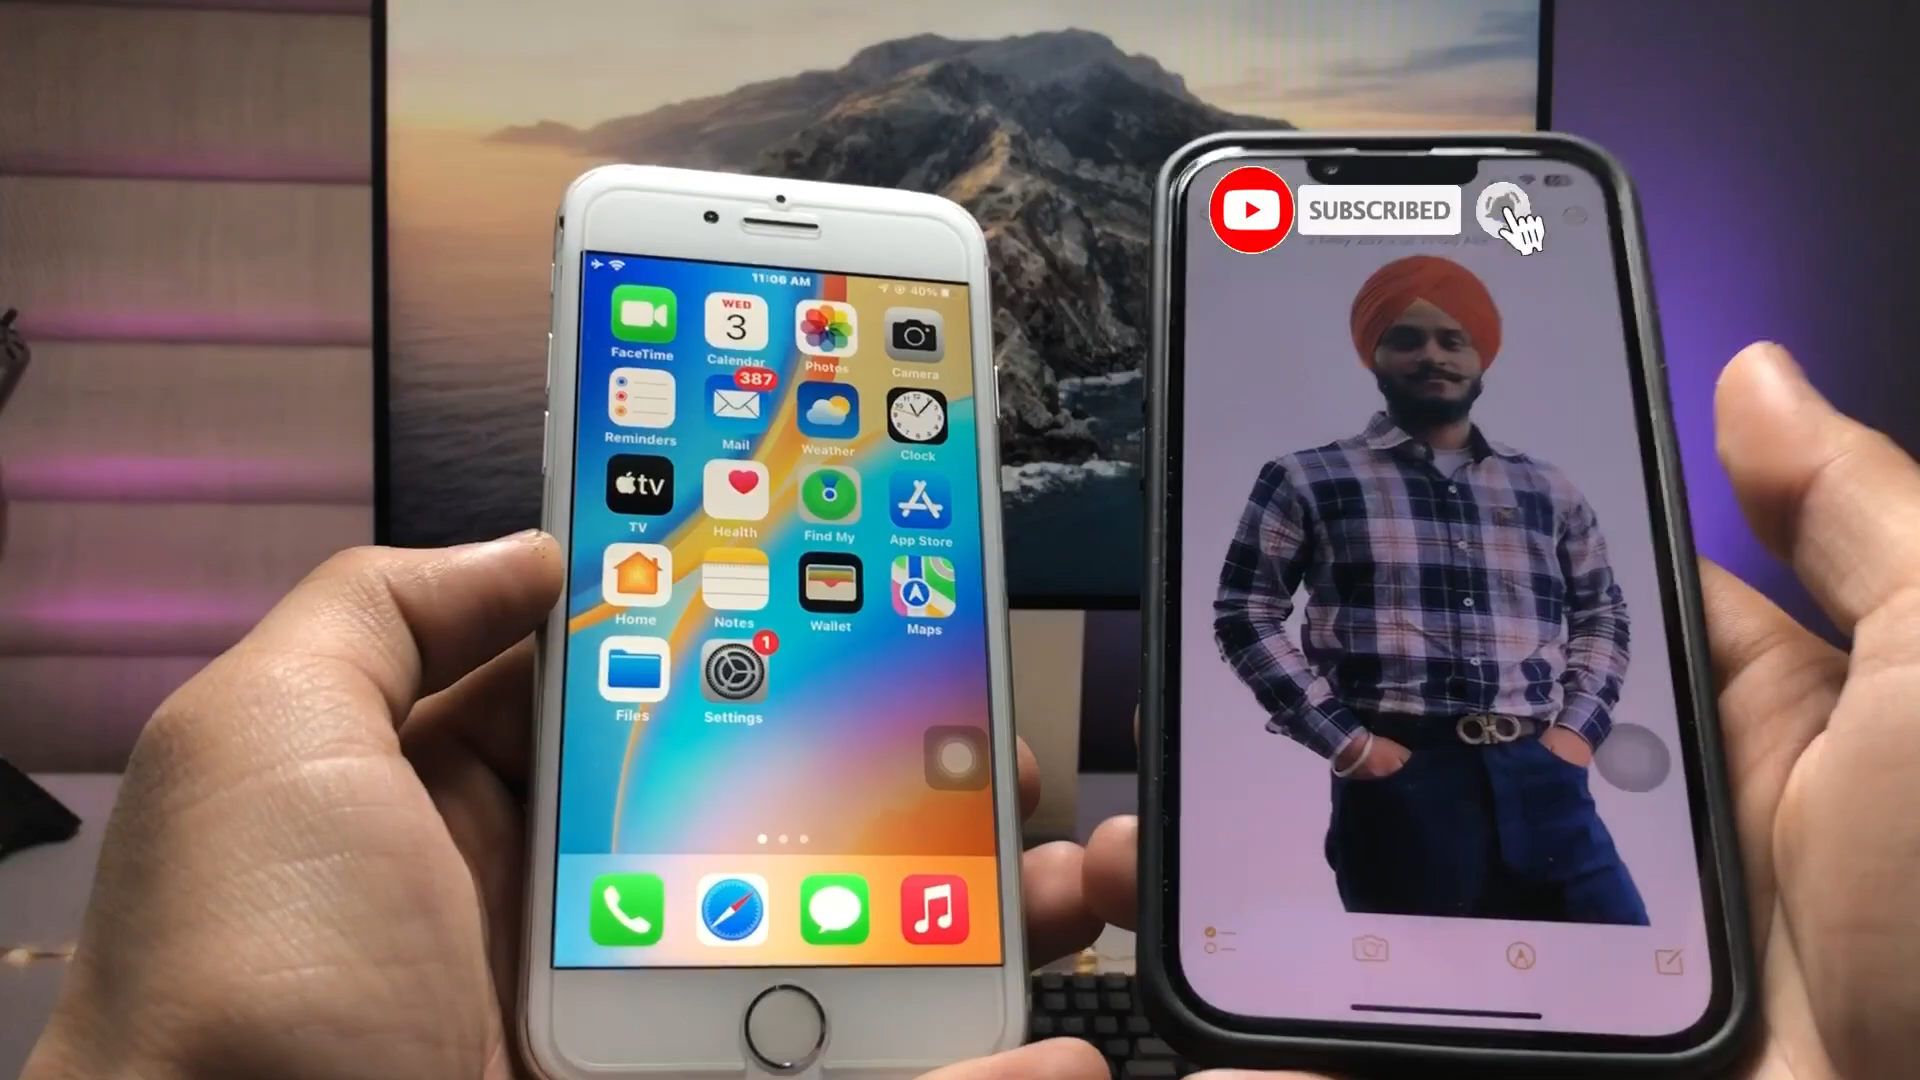 11:06 AM
40%
FaceTime
WED
3
Calendar
Photos
Camera
Reminders
387
Mail
Weather
12
Clock
tv
TV
Health
Find My
App Store
Home
Notes
Wallet
Maps
Files
1
Settings
SUBSCRIBED